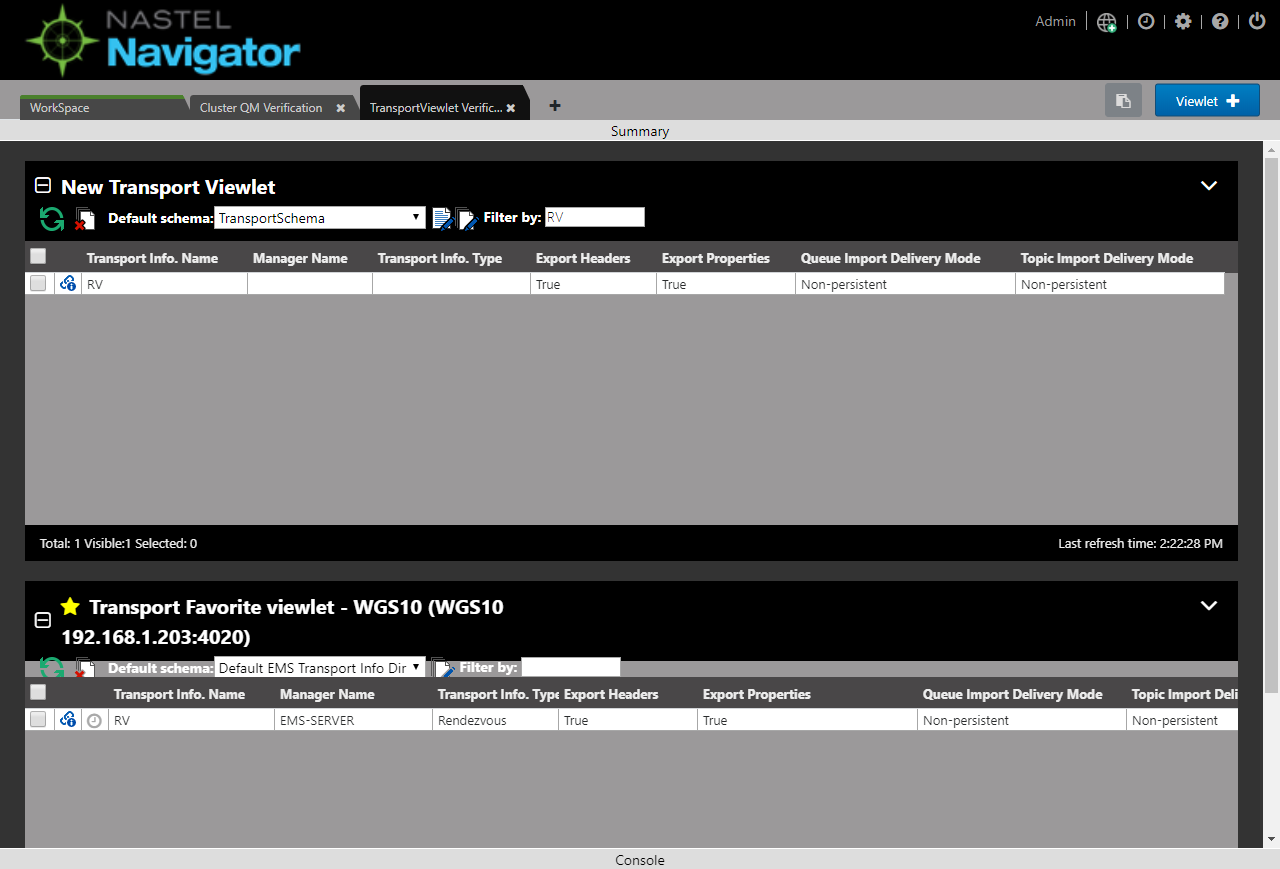 NASTEL
Navigator
Admin
WorkSpace
Cluster QM Verification
TransportViewlet Verific...
Viewlet
Summary
New Transport Viewlet
Default schema: TransportSchema Filter by: RV
Transport Info. Name Manager Name Transport Info. Type Export Headers Export Properties Queue Import Delivery Mode Topic Import Delivery Mode
RV True True Non-persistent Non-persistent
Total: 1 Visible:1 Selected: 0 Last refresh time: 2:22:28 PM
Transport Favorite viewlet - WGS10 (WGS10
192.168.1.203:4020)
Default schema: Default EMS Transport Info Dir Filter by:
Transport Info. Name Manager Name Transport Info. Type Export Headers Export Properties Queue Import Delivery Mode Topic Import Deli
RV EMS-SERVER Rendezvous True True Non-persistent Non-persistent
Console